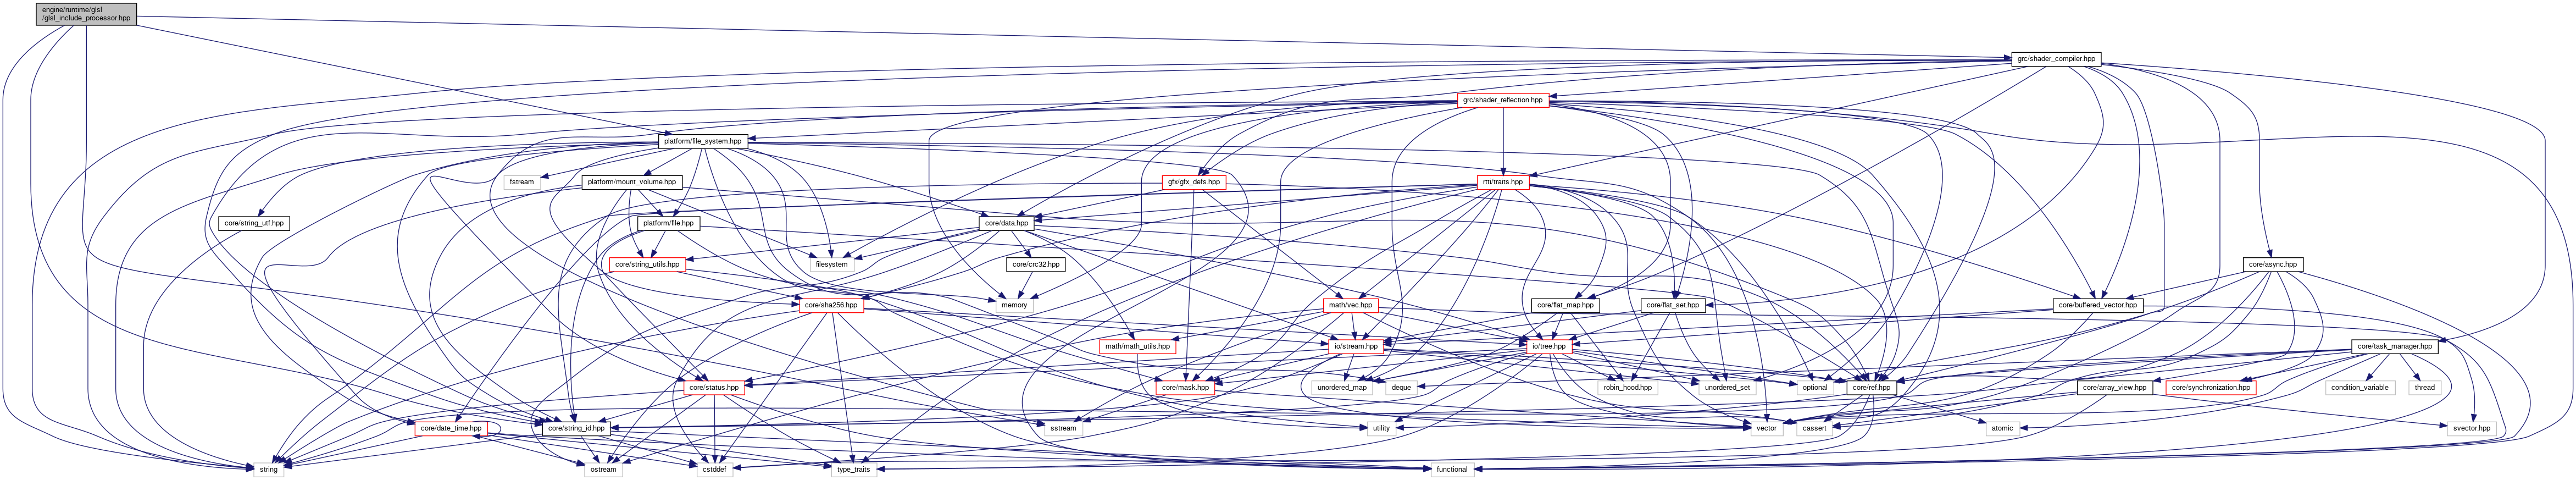 engine/runtime/glsl
/glsl_include_processor.hpp
grc/shader_compiler.hpp
grc/shader_reflection.hpp
platform/file_system.hpp
fstream
platform/mount_volume.hpp
gfx/gfx_defs.hpp
rtti/traits.hpp
core/string_utf.hpp
platform/file.hpp
core/data.hpp
core/string_utils.hpp
filesystem
core/crc32.hpp
core/async.hpp
core/sha256.hpp
memory
math/vec.hpp
core/flat_map.hpp
core/flat_set.hpp
core/buffered_vector.hpp
math/math_utils.hpp
io/stream.hpp
io/tree.hpp
core/task_manager.hpp
core/status.hpp
core/mask.hpp
unordered_map
deque
robin_hood.hpp
unordered_set
optional
core/ref.hpp
core/array_view.hpp
core/synchronization.hpp
condition_variable
thread
core/date_time.hpp
core/string_id.hpp
sstream
utility
vector
cassert
atomic
svector.hpp
string
ostream
cstddef
type_traits
functional